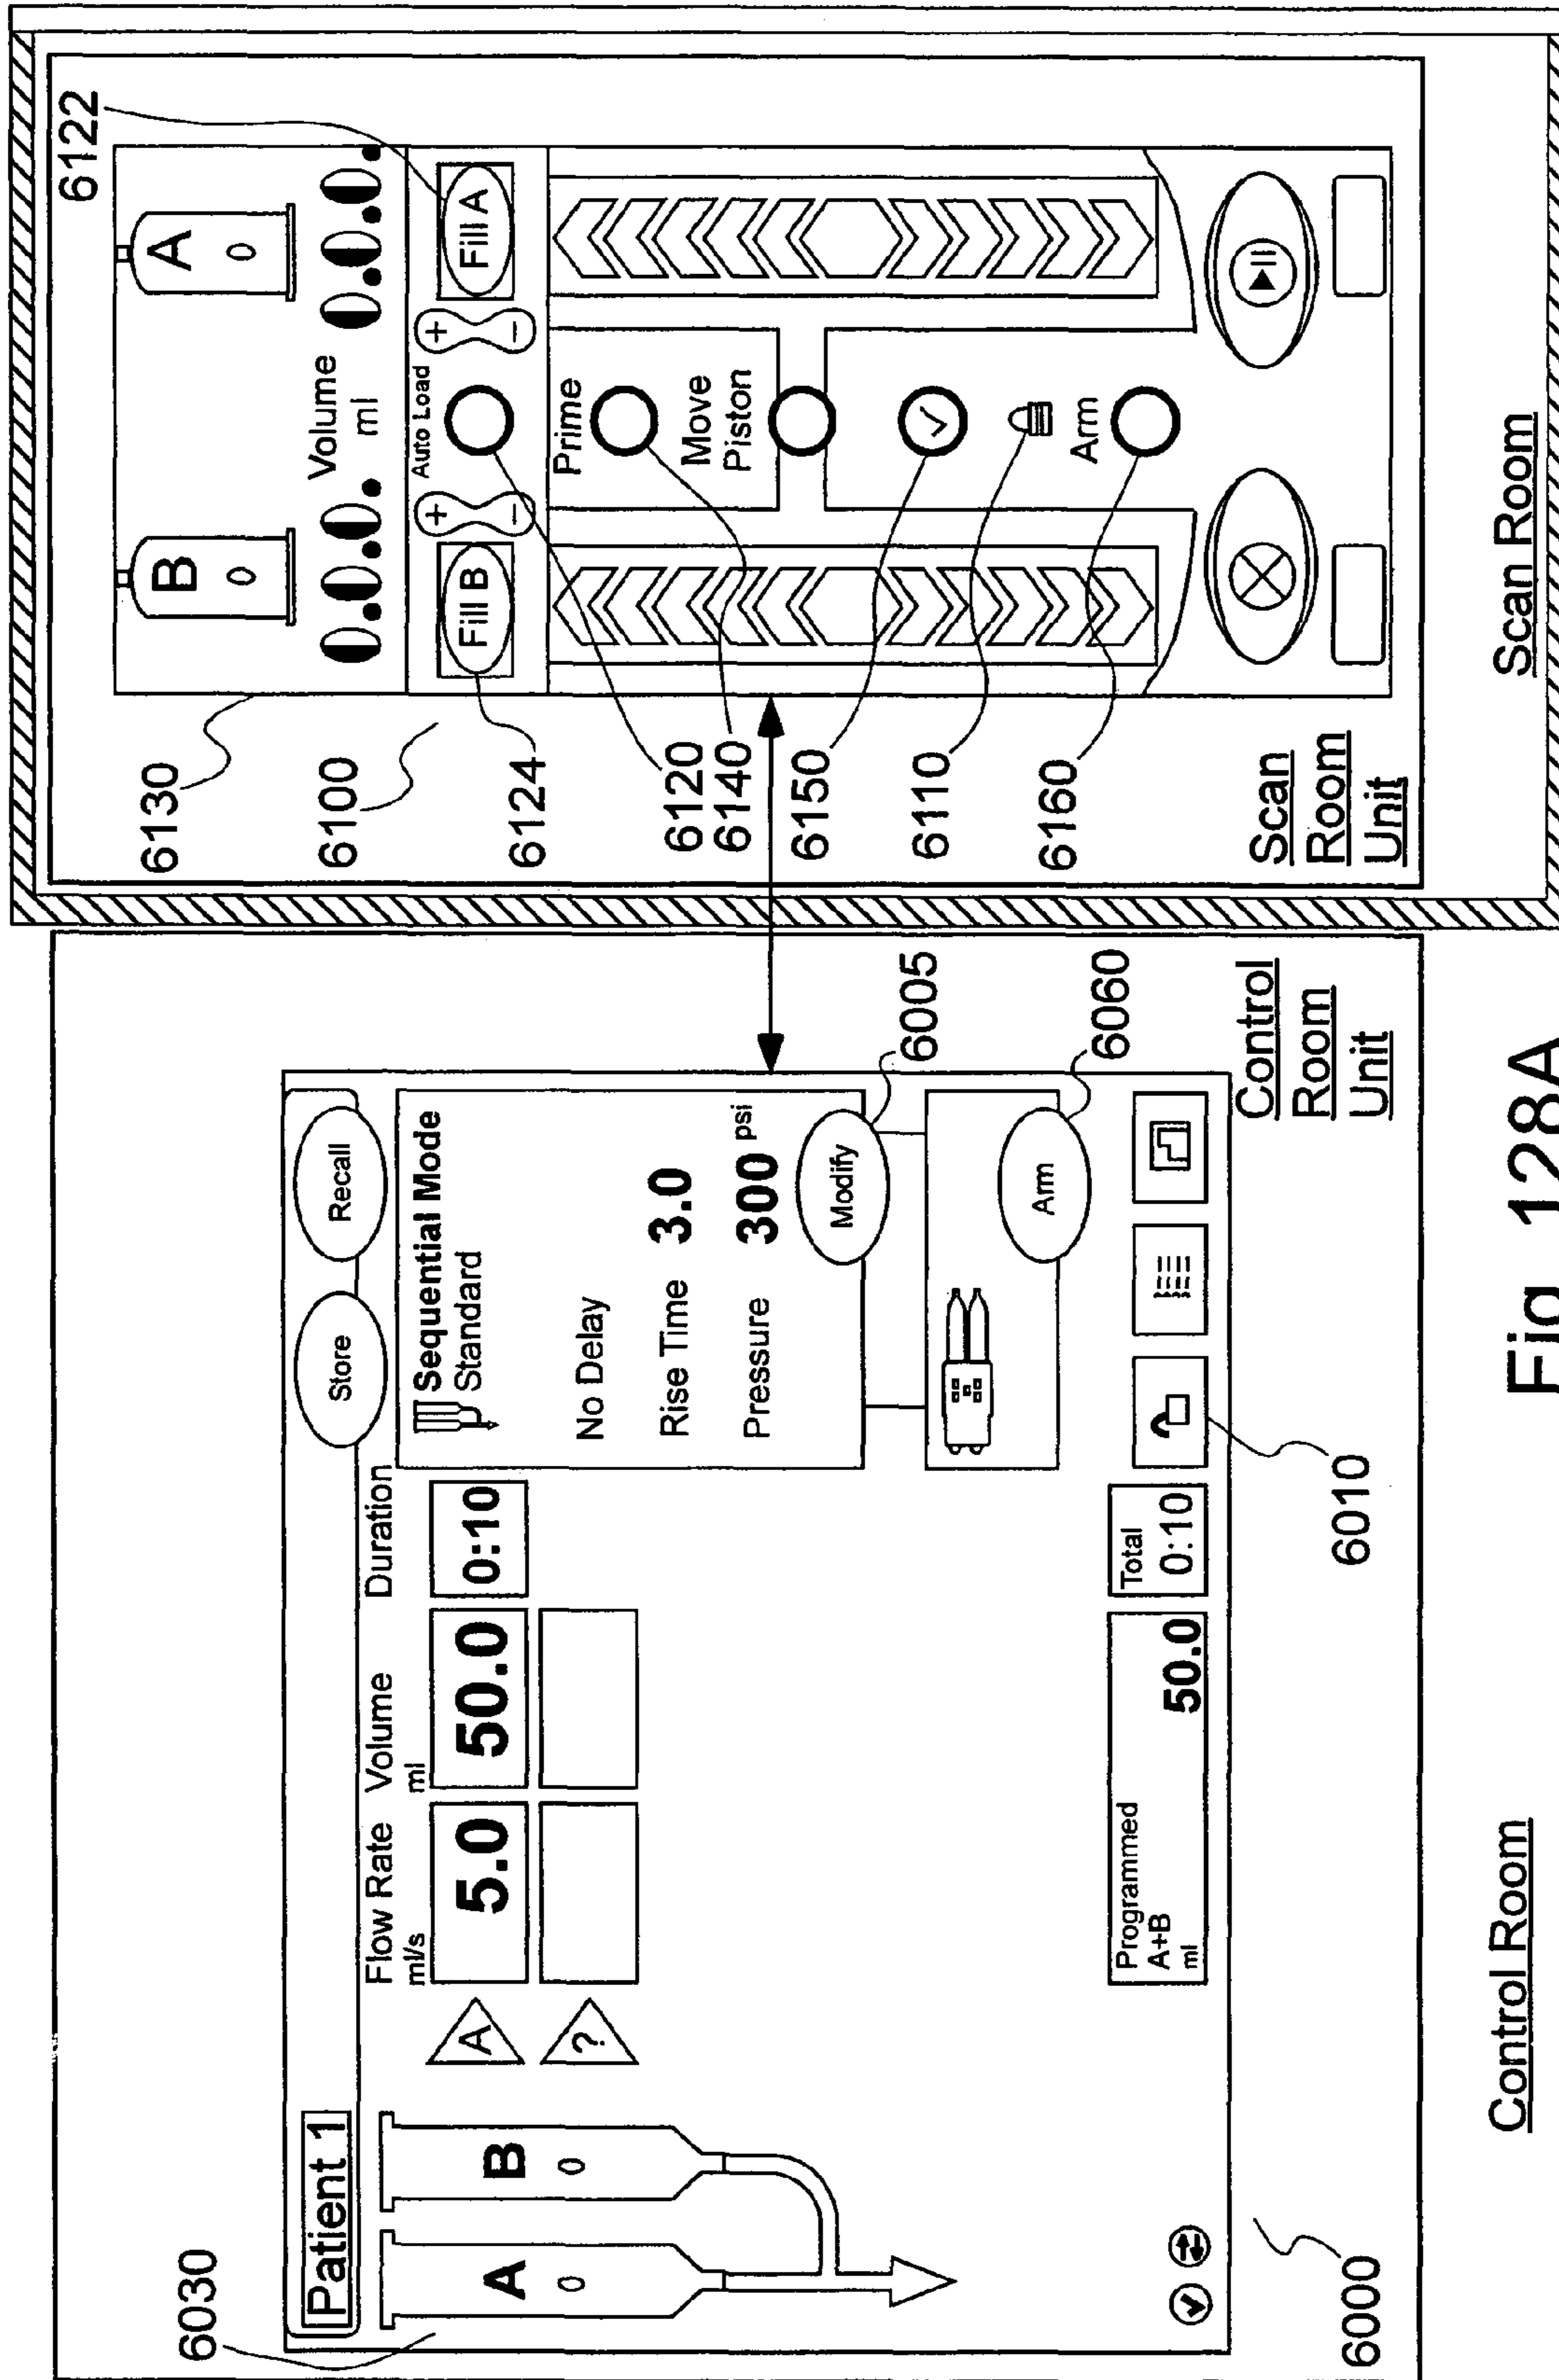 Patient 1
Store
Recall
6030
A
0
B
0
Flow Rate
ml/s
Volume
ml
Duration
A
5.0
50.0
0:10
?
Sequential Mode
Standard
No Delay
Rise Time 3.0
Pressure 300 psi
Modify
6005
Arm
6060
Programmed
A+B
ml
50.0
Total
0:10
6010
6000
Control
Room
Unit
Control Room
6130
6100
6124
6120
6140
6150
6110
6160
6122
B
0
A
0
Volume
ml
Fill B
+
-
Auto Load
+
-
Fill A
Prime
Move
Piston
Arm
Scan
Room
Unit
Scan Room
Fig. 128A